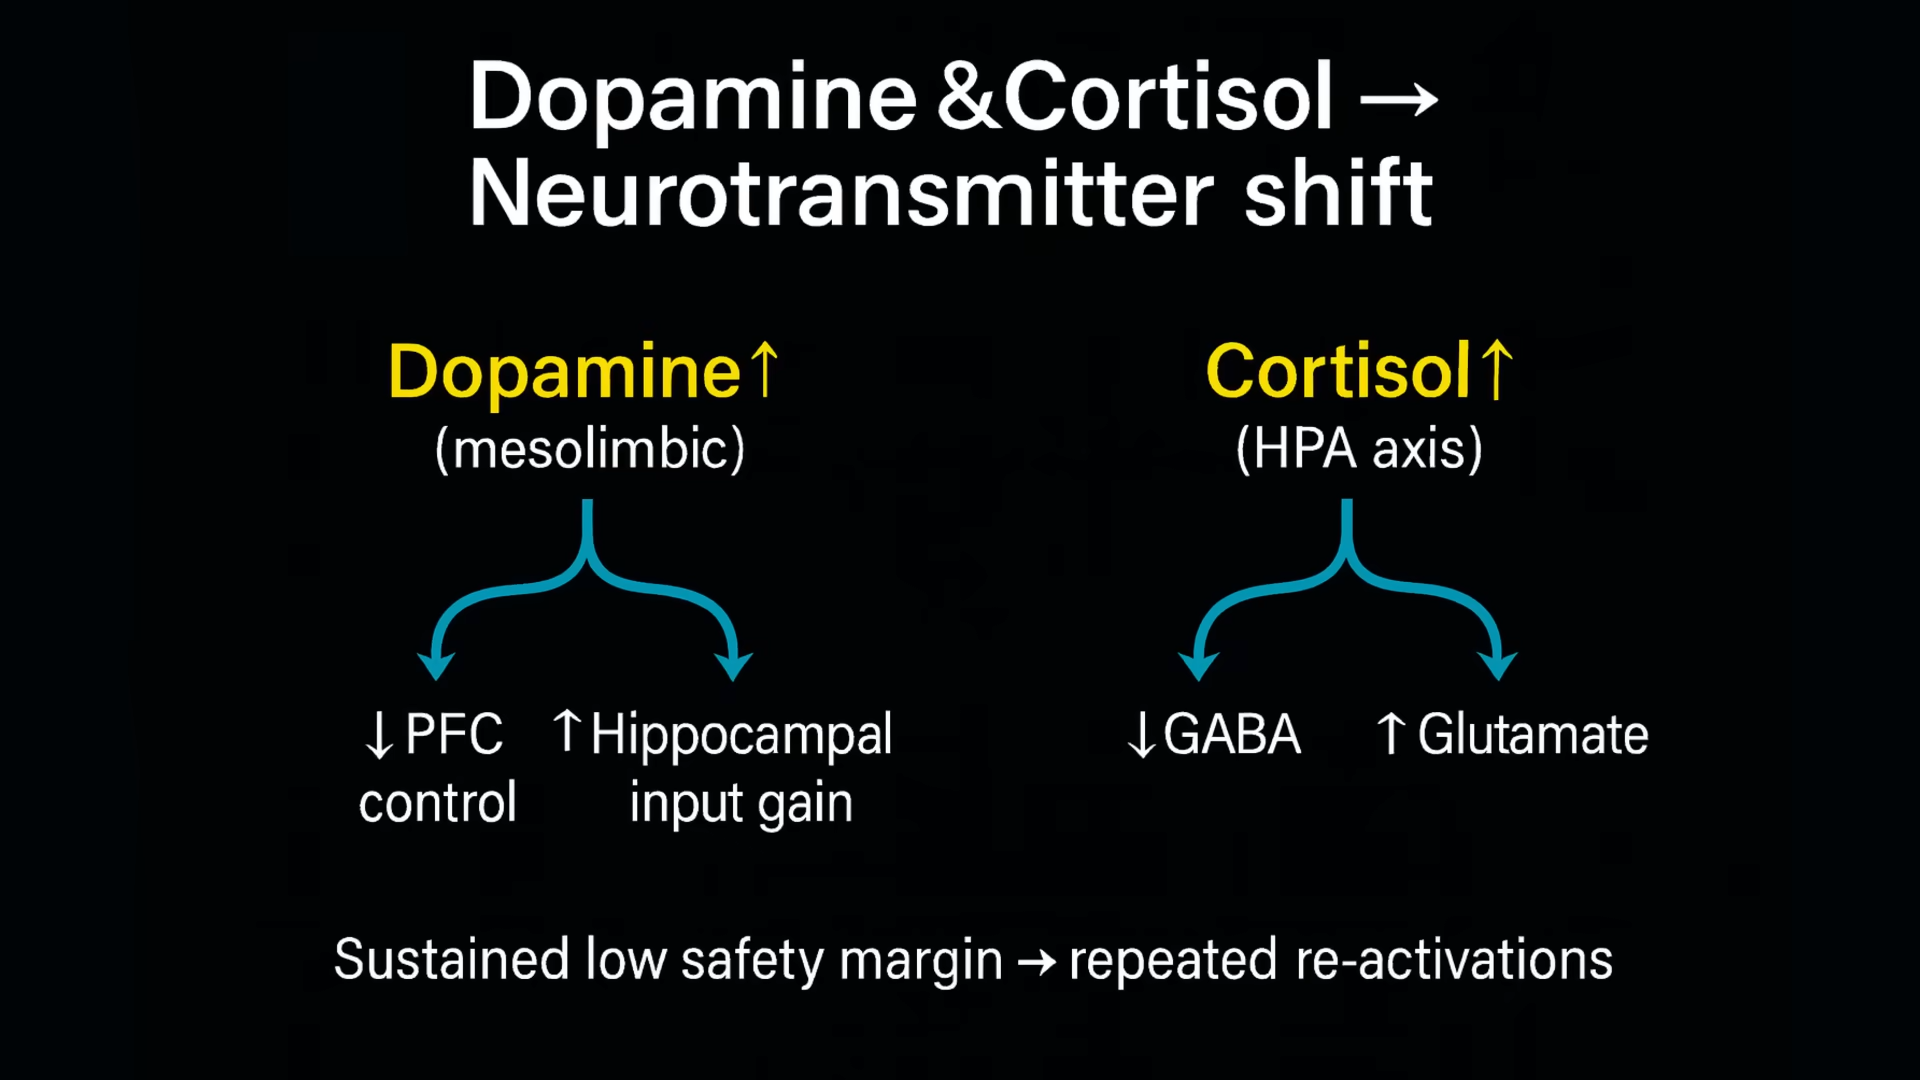 Dopamine &Cortisol →
Neurotransmitter shift
Dopamine↑
(mesolimbic)
↓PFC
control
↑Hippocampal
input gain
Cortisol↑
(HPA axis)
↓GABA
↑Glutamate
Sustained low safety margin → repeated re-activations